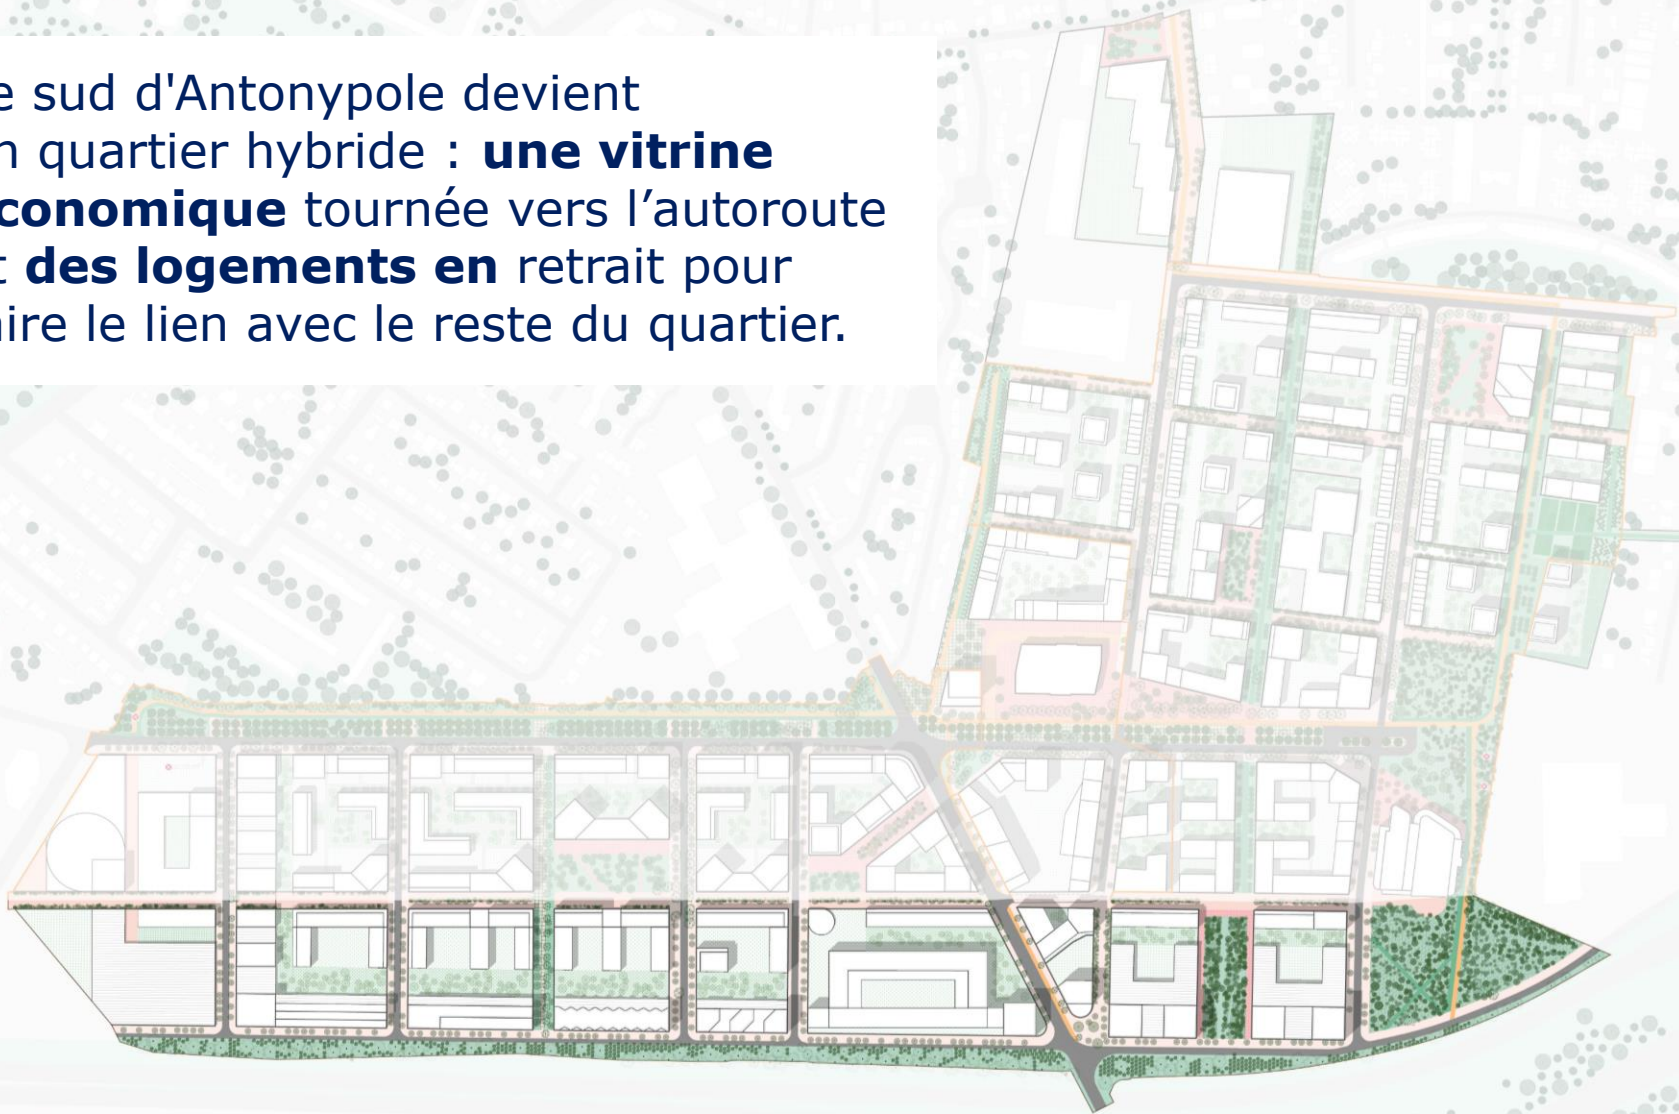 e sud d'Antonypole devient
n quartier hybride : une vitrine
conomique tournée vers l’autoroute
t des logements en retrait pour
ire le lien avec le reste du quartier.